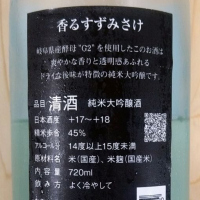 香るすずみさけ
岐阜県産酵母"G2"を使用したこのお酒は
爽やかな香りと透明感あふれる
ドライな後味が特徴の純米大吟醸です。
品目 清酒 純米大吟醸酒
日本酒度 +17〜+18
精米歩合 45%
アルコール分 14度以上15度未満
原材料名 米(国産)、米麹(国産米)
内容量 720ml
飲み方 よく冷やして